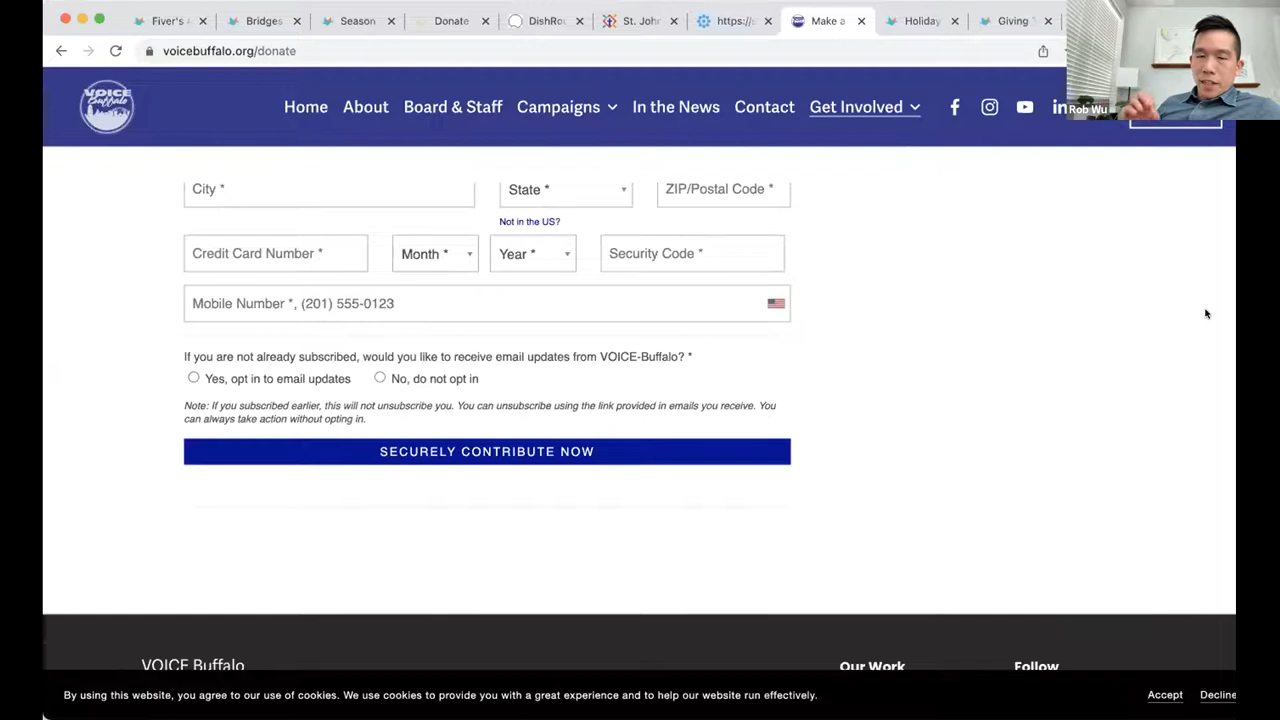 Fiver's A
Bridges
Season
Donate
DishRo
St. John
https://
Make a
Holiday
Giving
voicebuffalo.org/donate
VOICE
Buffalo
Home
About
Board & Staff
Campaigns
In the News
Contact
Get Involved
Rob Wu
City *
State *
ZIP/Postal Code *
Not in the US?
Credit Card Number *
Month *
Year *
Security Code *
Mobile Number *, (201) 555-0123
If you are not already subscribed, would you like to receive email updates from VOICE-Buffalo? *
Yes, opt in to email updates
No, do not opt in
Note: If you subscribed earlier, this will not unsubscribe you. You can unsubscribe using the link provided in emails you receive. You
can always take action without opting in.
SECURELY CONTRIBUTE NOW
VOICE Buffalo
Our Work
Follow
By using this website, you agree to our use of cookies. We use cookies to provide you with a great experience and to help our website run effectively.
Accept
Decline